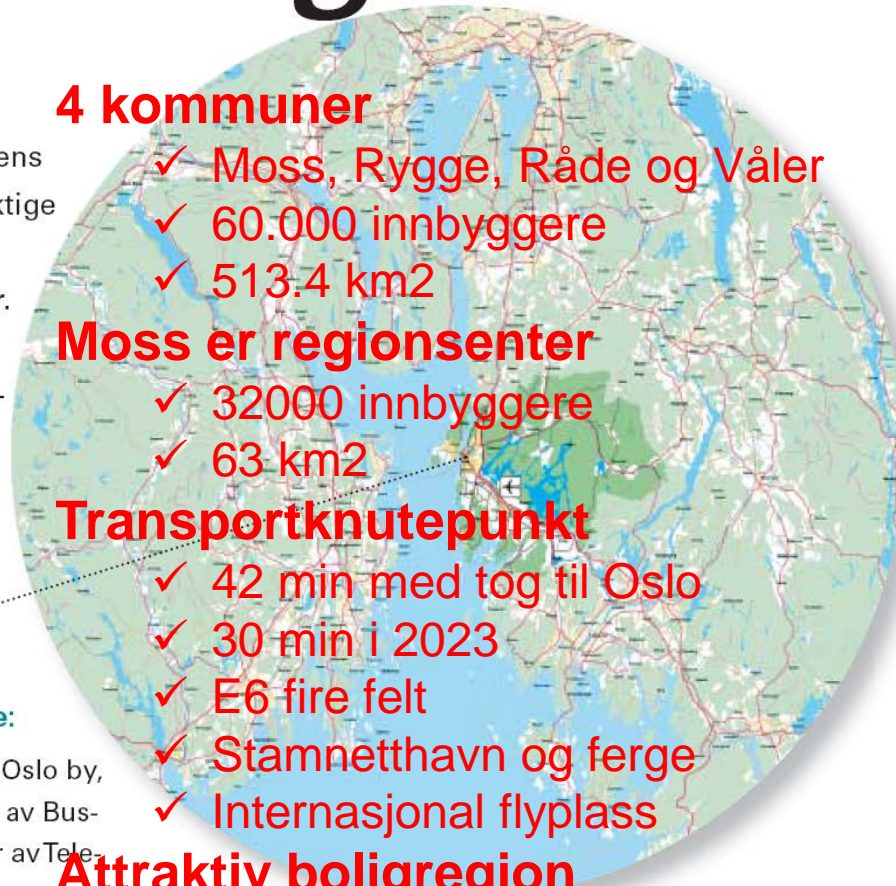 g
4 kommuner
ens
✓ Moss, Rygge, Råde og Våler
ktige
✓ 60.000 innbyggere
✓ 513.4 km2
r.
Moss er regionsenter
✓ 32000 innbyggere
✓ 63 km2
Transportknutepunkt
✓ 42 min med tog til Oslo
✓ 30 min i 2023
✓ E6 fire felt
e:
✓ Stamnetthavn og ferge
Oslo by,
✓ Internasjonal flyplass
av Bus-
r av Tele-
Attraktiv boligregion